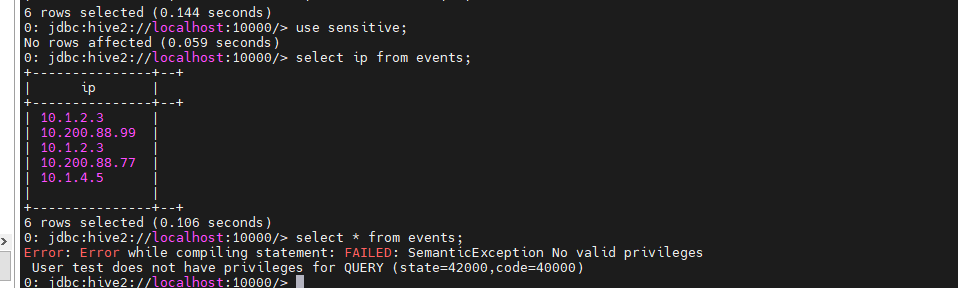 6 rows selected (0.144 seconds)
0: jdbc:hive2://localhost:10000/> use sensitive;
No rows affected (0.059 seconds)
0: jdbc:hive2://localhost:10000/> select ip from events;
+---------------+--+
|      ip       |
+---------------+--+
| 10.1.2.3      |
| 10.200.88.99  |
| 10.1.2.3      |
| 10.200.88.77  |
| 10.1.4.5      |
|               |
+---------------+--+
6 rows selected (0.106 seconds)
0: jdbc:hive2://localhost:10000/> select * from events;
Error: Error while compiling statement: FAILED: SemanticException No valid privileges
 User test does not have privileges for QUERY (state=42000,code=40000)
0: jdbc:hive2://localhost:10000/>